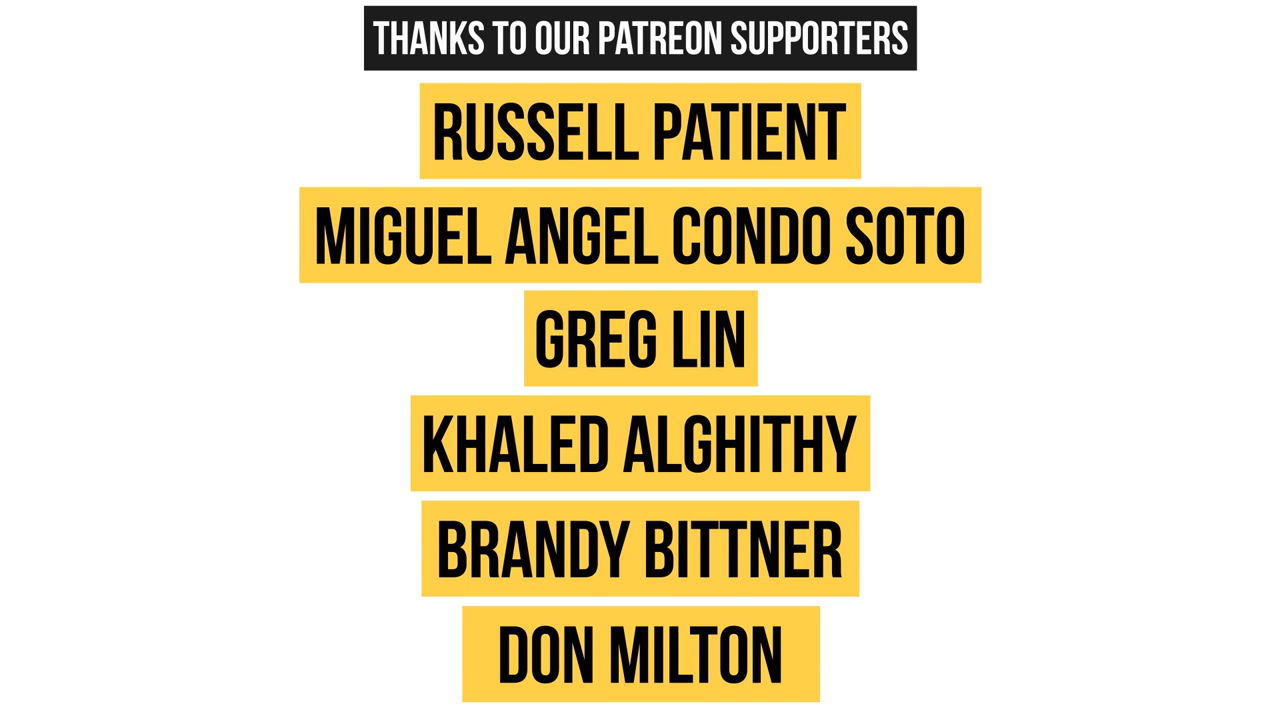 THANKS TO OUR PATREON SUPPORTERS
RUSSELL PATIENT
MIGUEL ANGEL CONDO SOTO
GREG LIN
KHALED ALGHITHY
BRANDY BITTNER
DON MILTON